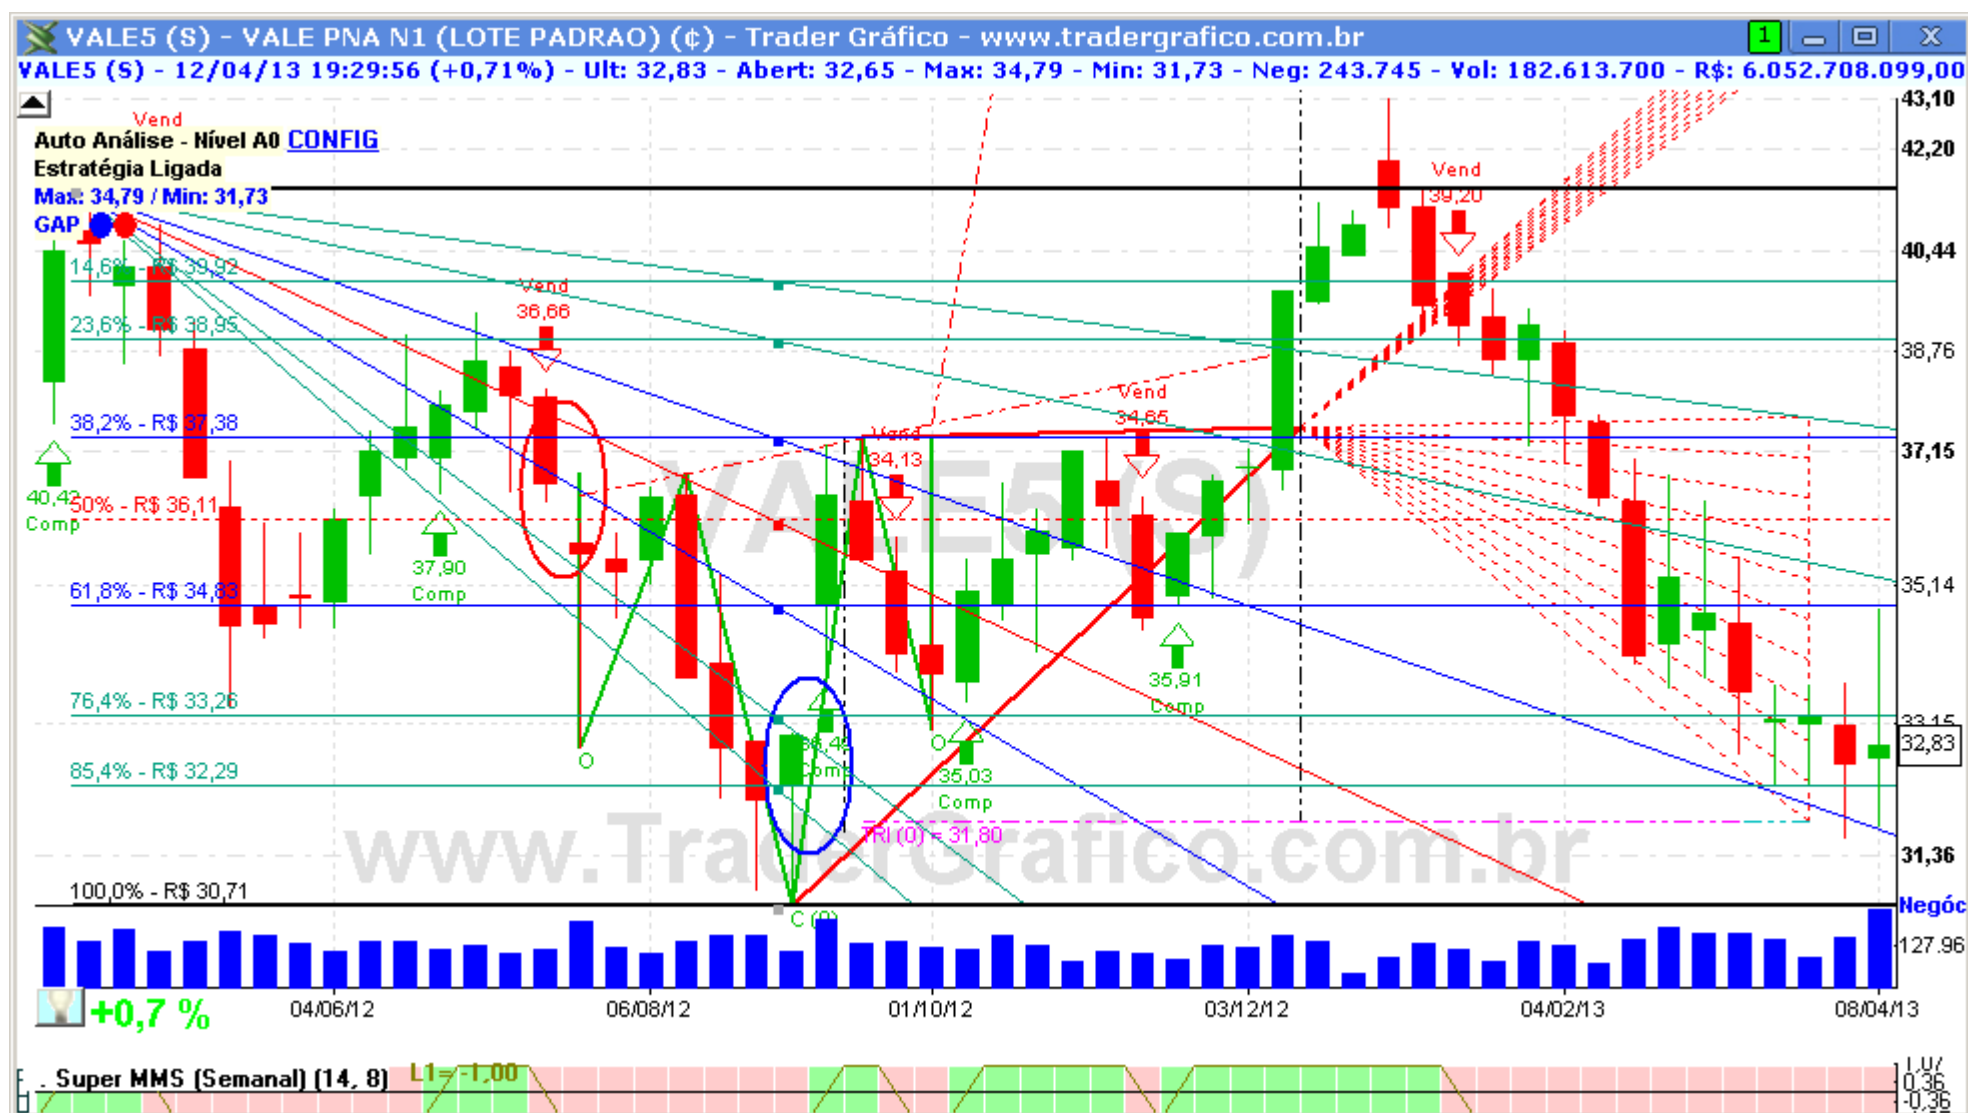 VALE5 (S) - VALE PNA N1 (LOTE PADRAO) (¢) - Trader Gráfico - www.tradergrafico.com.br
1
X
VALE5 (S) - 12/04/13 19:29:56 (+0,71%) - Ult: 32,83 - Abert: 32,65 - Max: 34,79 - Min: 31,73 - Neg: 243.745 - Vol: 182.613.700 - R$: 6.052.708.099,00
Vend
Auto Análise - Nível A0 CONFIG
Estratégia Ligada
Max: 34,79 / Min: 31,73
GAP
43,10
42,20
40,44
38,76
37,15
35,14
33,15
32,83
31,36
14,6% - R$ 39,92
23,6% - R$ 38,95
38,2% - R$ 37,38
50% - R$ 36,11
61,8% - R$ 34,83
76,4% - R$ 33,26
85,4% - R$ 32,29
100,0% - R$ 30,71
40,42
Comp
37,90
Comp
Vend
36,66
Vend
34,13
Vend
34,65
Vend
39,20
Comp
35,03
Comp
35,91
Comp
O
O
C (0)
TRI (0) = 31,80
VALE5 (S)
www.TraderGrafico.com.br
Negóc
127.96
+0,7 %
04/06/12
06/08/12
01/10/12
03/12/12
04/02/13
08/04/13
. Super MMS (Semanal) (14, 8)
L1= -1,00
1,07
0,36
-0,36